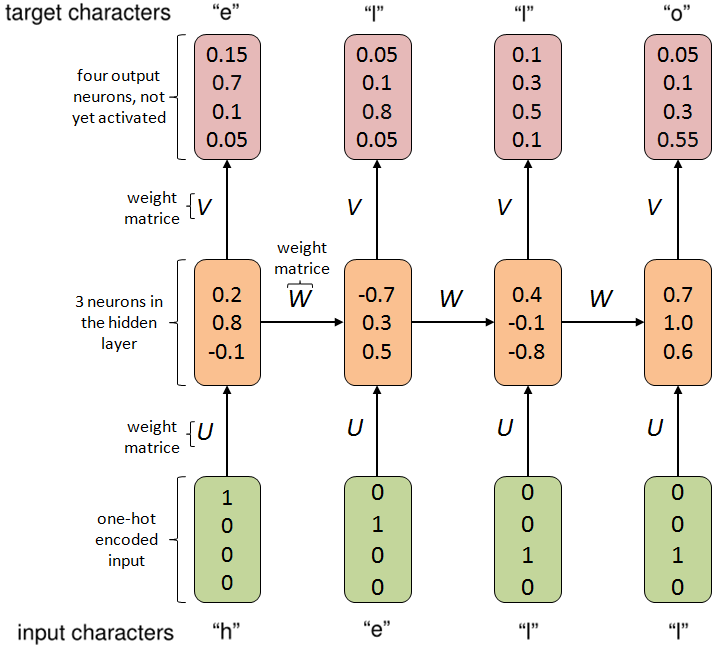 target characters “e” “l” “l” “o”
four output
neurons, not
yet activated
0.15 0.05 0.1 0.05
0.7 0.1 0.3 0.1
0.1 0.8 0.5 0.3
0.05 0.05 0.1 0.55
weight
matrice
V V V V
weight
matrice
W W W
3 neurons in
the hidden
layer
0.2 -0.7 0.4 0.7
0.8 0.3 -0.1 1.0
-0.1 0.5 -0.8 0.6
weight
matrice
U U U U
one-hot
encoded
input
1 0 0 0
0 1 0 0
0 0 1 1
0 0 0 0
input characters “h” “e” “l” “l”